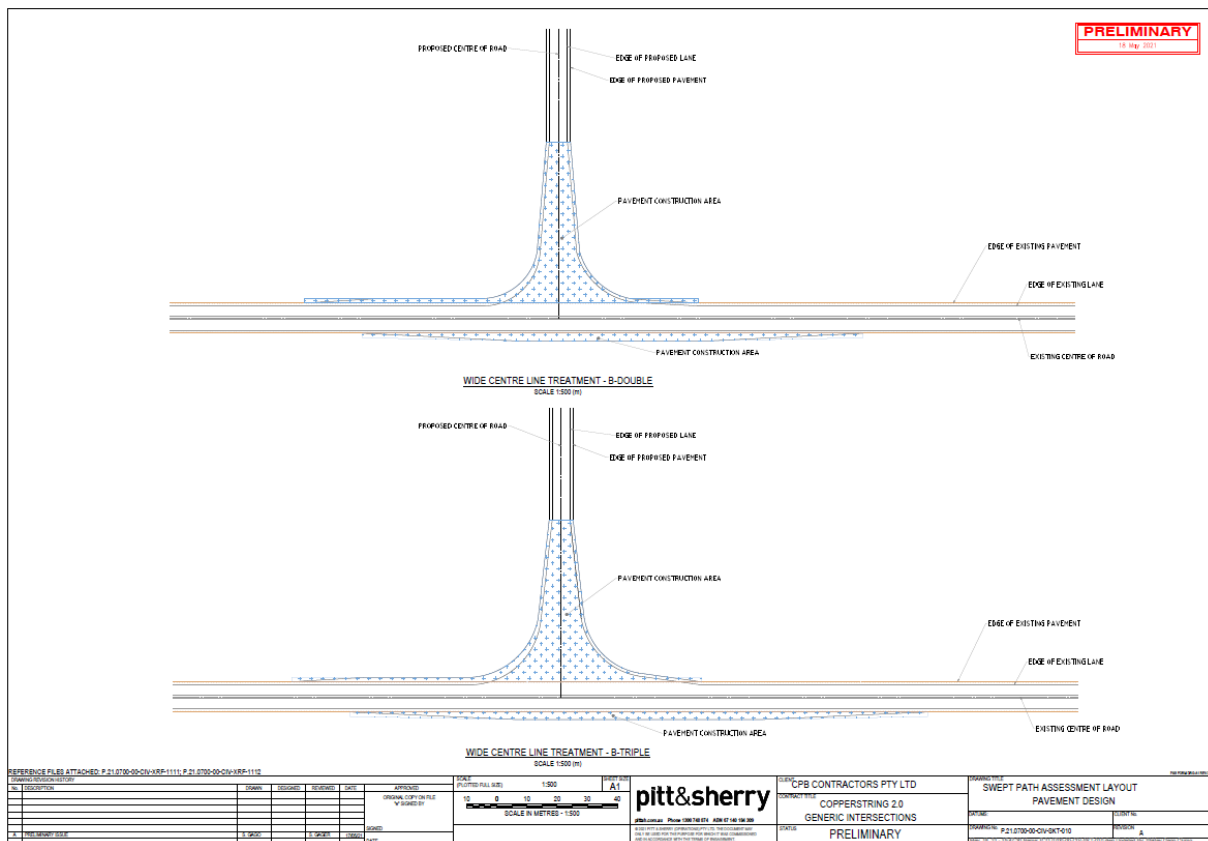 PRELIMINARY
18 May 2021
PROPOSED CENTRE OF ROAD
EDGE OF PROPOSED LANE
EDGE OF PROPOSED PAVEMENT
PAVEMENT CONSTRUCTION AREA
EDGE OF EXISTING PAVEMENT
EDGE OF EXISTING LANE
PAVEMENT CONSTRUCTION AREA
EXISTING CENTRE OF ROAD
WIDE CENTRE LINE TREATMENT - B-DOUBLE
SCALE 1:500 (m)
PROPOSED CENTRE OF ROAD
EDGE OF PROPOSED LANE
EDGE OF PROPOSED PAVEMENT
PAVEMENT CONSTRUCTION AREA
EDGE OF EXISTING PAVEMENT
EDGE OF EXISTING LANE
EXISTING CENTRE OF ROAD
PAVEMENT CONSTRUCTION AREA
WIDE CENTRE LINE TREATMENT - B-TRIPLE
SCALE 1:500 (m)
REFERENCE FILES ATTACHED: P.21.0700-00-CIV-XRF-1111; P.21.0700-00-CIV-XRF-1112
DRAWING REVISION HISTORY
No. DESCRIPTION DRAWN DESIGNED REVIEWED DATE APPROVED
ORIGINAL COPY ON FILE
SIGNED BY
A PRELIMINARY ISSUE S. GAGER
SIGNED
DATE
SCALE
(PLOTTED FULL SIZE) 1:500
SHEET SIZE
A1
10 0 10 20 30 40
SCALE IN METRES - 1:500
pitt&sherry
CLIENT
CPB CONTRACTORS PTY LTD
CONTRACT TITLE
COPPERSTRING 2.0
GENERIC INTERSECTIONS
STATUS
PRELIMINARY
DRAWING TITLE
SWEPT PATH ASSESSMENT LAYOUT
PAVEMENT DESIGN
DATUMS:
CLIENT No.
DRAWING No. P.21.0700-00-CIV-SKT-010
REVISION
A